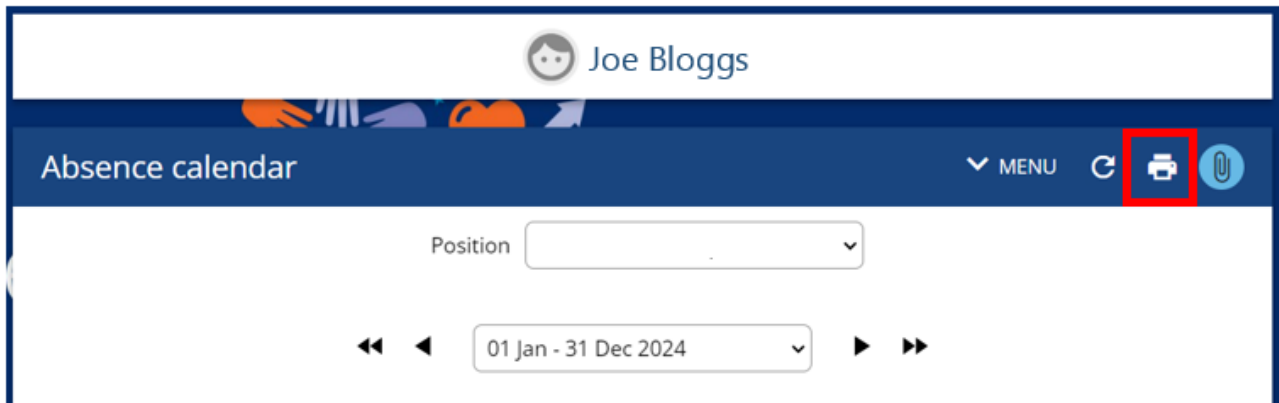 Joe Bloggs
Absence calendar MENU
Position
01 Jan - 31 Dec 2024